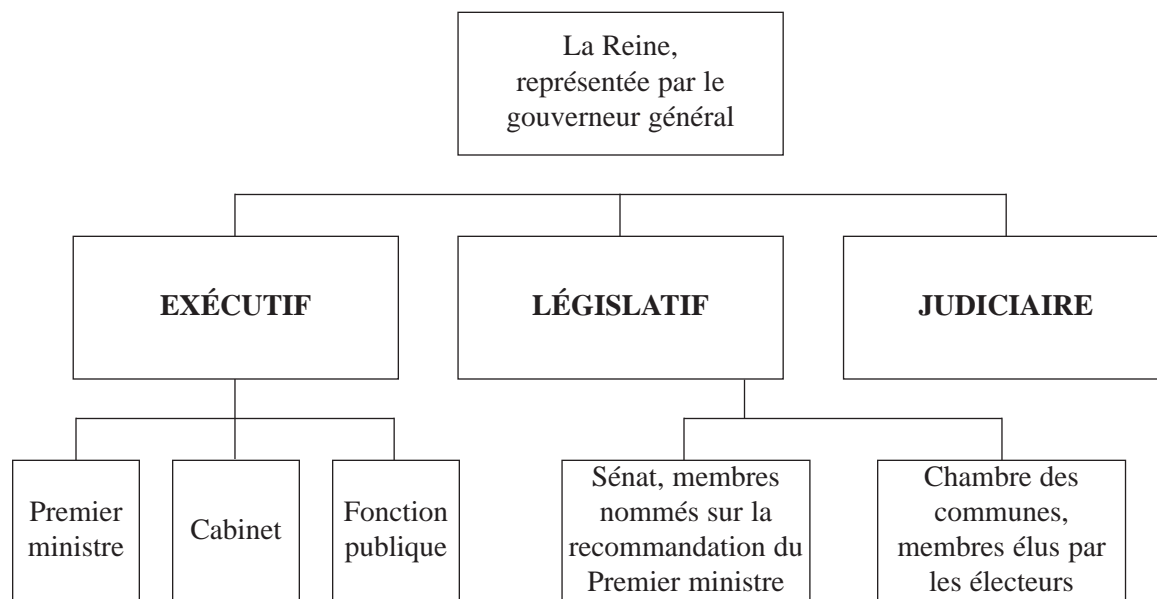 La Reine,
représentée par le
gouverneur général
EXÉCUTIF
LÉGISLATIF
JUDICIAIRE
Premier
ministre
Cabinet
Fonction
publique
Sénat, membres
nommés sur la
recommandation du
Premier ministre
Chambre des
communes,
membres élus par
les électeurs